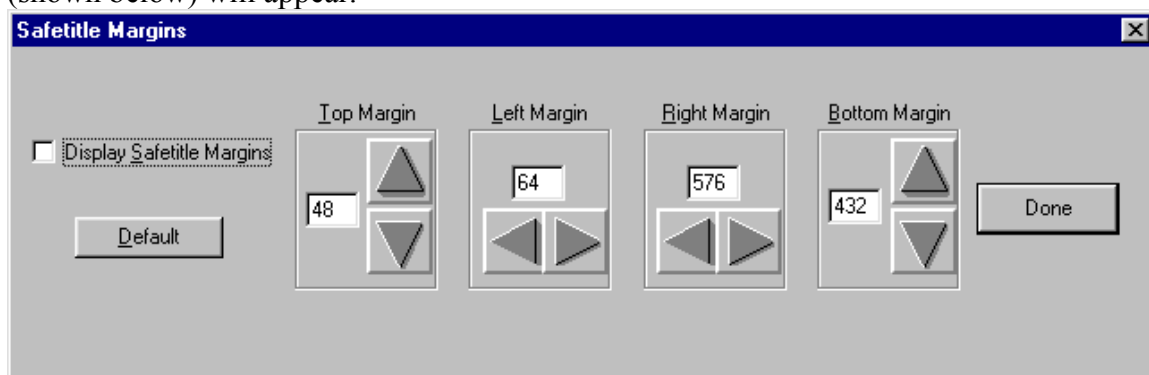 (shown below) will appear.
Safetitle Margins
Top Margin Left Margin Right Margin Bottom Margin
Display Safetitle Margins
64 576
48 432 Done
Default